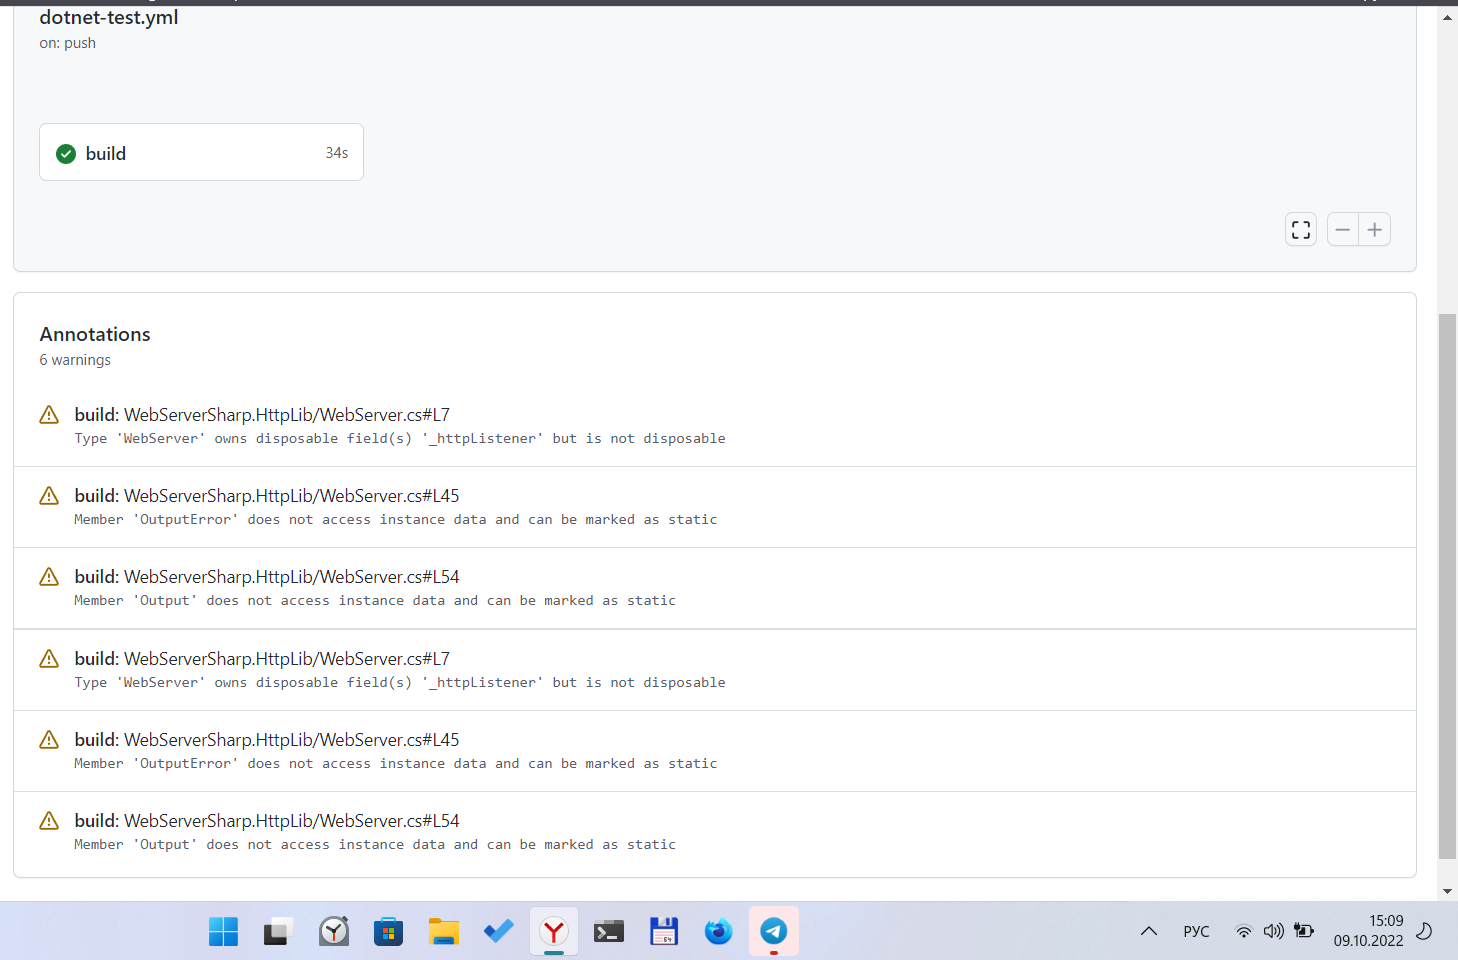 dotnet-test.yml
on: push
build 34s
Annotations
6 warnings
build: WebServerSharp.HttpLib/WebServer.cs#L7
Type 'WebServer' owns disposable field(s) '_httpListener' but is not disposable
build: WebServerSharp.HttpLib/WebServer.cs#L45
Member 'OutputError' does not access instance data and can be marked as static
build: WebServerSharp.HttpLib/WebServer.cs#L54
Member 'Output' does not access instance data and can be marked as static
build: WebServerSharp.HttpLib/WebServer.cs#L7
Type 'WebServer' owns disposable field(s) '_httpListener' but is not disposable
build: WebServerSharp.HttpLib/WebServer.cs#L45
Member 'OutputError' does not access instance data and can be marked as static
build: WebServerSharp.HttpLib/WebServer.cs#L54
Member 'Output' does not access instance data and can be marked as static
64
РУС
15:09
09.10.2022